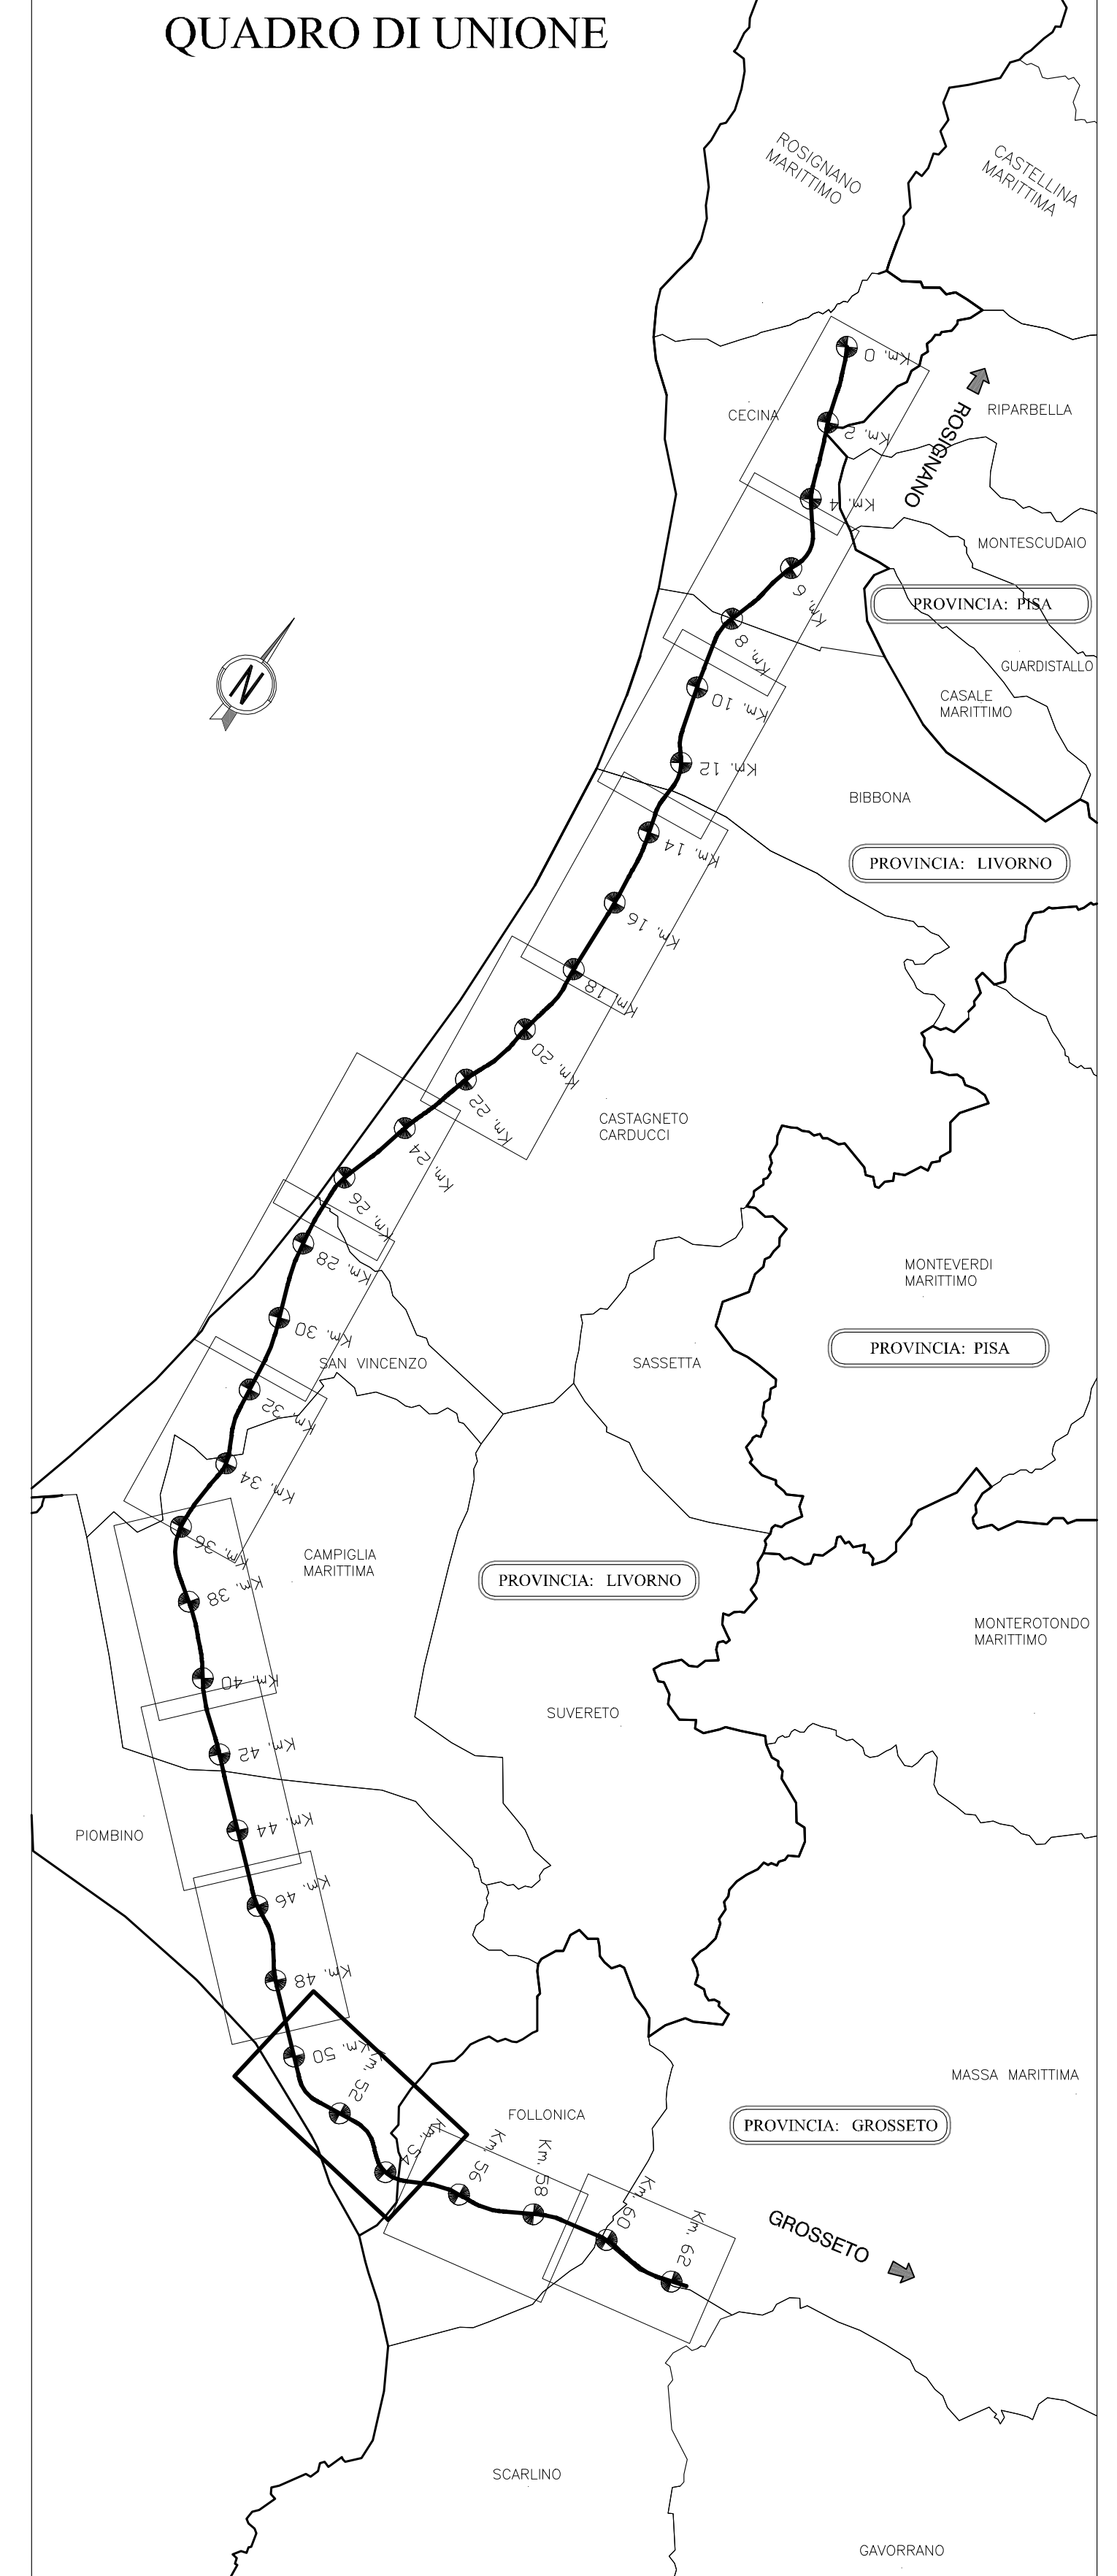 QUADRO DI UNIONE
ROSIGNANO
MARITTIMO
CASTELLINA
MARITTIMA
Km. 0
CECINA
RIPARBELLA
Km. 2
ROSIGNANO
Km. 4
MONTESCUDAIO
Km. 6
PROVINCIA: PISA
Km. 8
GUARDISTALLO
N
CASALE
MARITTIMO
Km. 10
Km. 12
BIBBONA
Km. 14
PROVINCIA: LIVORNO
Km. 16
Km. 18
Km. 20
Km. 22
CASTAGNETO
CARDUCCI
Km. 24
Km. 26
Km. 28
MONTEVERDI
MARITTIMO
Km. 30
PROVINCIA: PISA
SAN VINCENZO
SASSETTA
Km. 32
Km. 34
Km. 36
CAMPIGLIA
MARITTIMA
PROVINCIA: LIVORNO
Km. 38
MONTEROTONDO
MARITTIMO
Km. 40
SUVERETO
Km. 42
Km. 44
PIOMBINO
Km. 46
Km. 48
Km. 50
MASSA MARITTIMA
Km. 52
FOLLONICA
PROVINCIA: GROSSETO
Km. 54
Km. 56
Km. 58
Km. 60
Km. 62
GROSSETO
SCARLINO
GAVORRANO